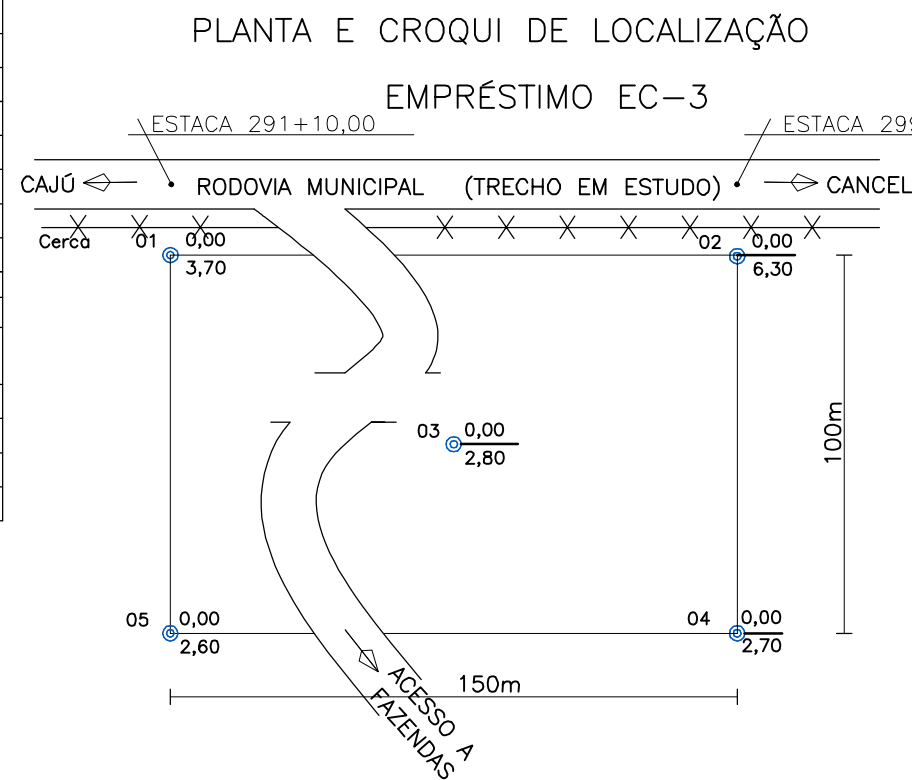 PLANTA E CROQUI DE LOCALIZAÇÃO
EMPRÉSTIMO EC-3
ESTACA 291+10,00
ESTACA 299
CAJÚ
RODOVIA MUNICIPAL (TRECHO EM ESTUDO)
CANCEL
Cerca
01 0,00
3,70
02 0,00
6,30
100m
03 0,00
2,80
05 0,00
2,60
04 0,00
2,70
150m
ACESSO A
FAZENDAS